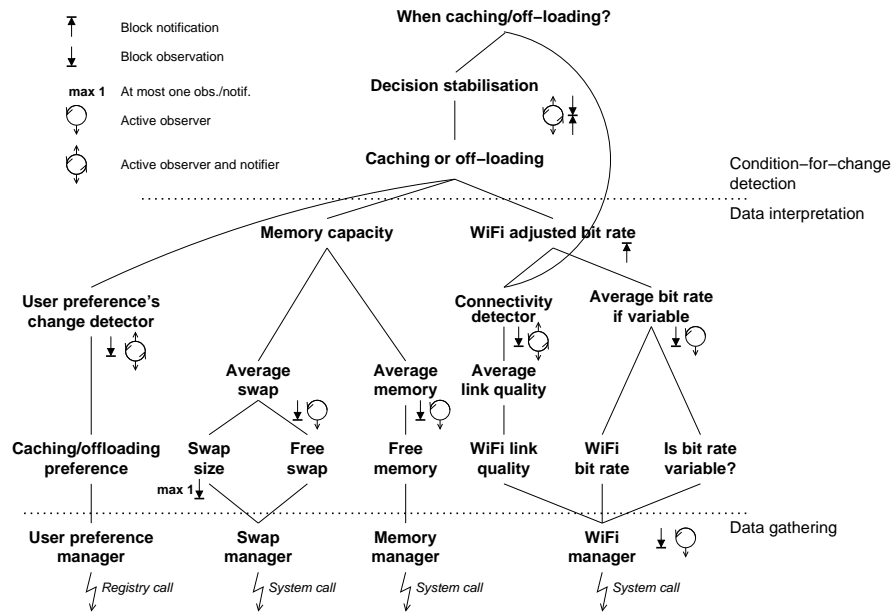 When caching/off−loading?
Block notification
Block observation
max 1 At most one obs./notif.
Active observer
Active observer and notifier
Decision stabilisation
Caching or off−loading
Condition−for−change
detection
Data interpretation
Memory capacity
WiFi adjusted bit rate
User preference's
change detector
Connectivity
detector
Average bit rate
if variable
Average
swap
Average
memory
Average
link quality
Caching/offloading
preference
Swap
size
max 1
Free
swap
Free
memory
WiFi link
quality
WiFi
bit rate
Is bit rate
variable?
Data gathering
User preference
manager
Swap
manager
Memory
manager
WiFi
manager
Registry call
System call
System call
System call